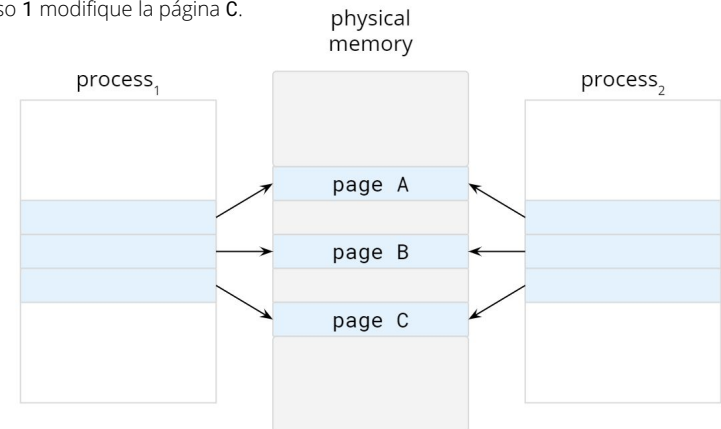 so 1 modifique la página C.
physical
memory
process1
process2
page A
page B
page C